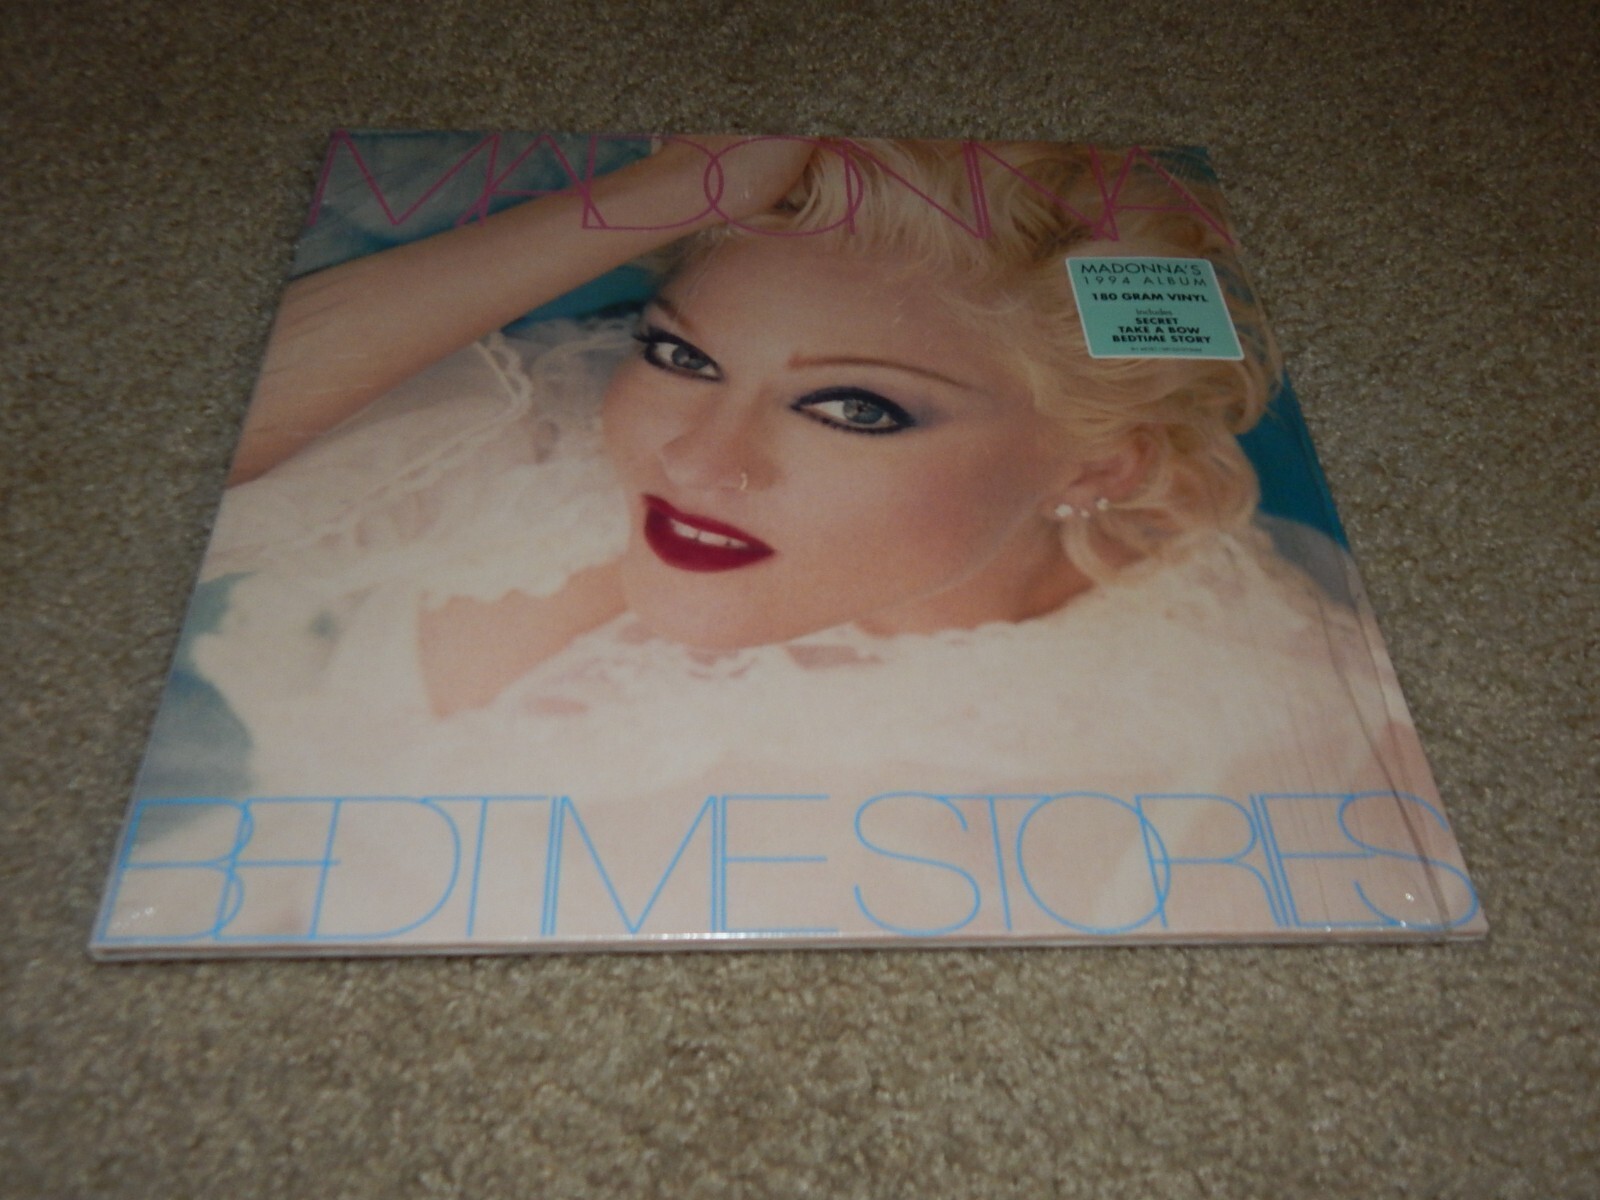 MADONNA
MADONNA'S
1994 ALBUM
180 GRAM VINYL
Includes
SECRET
TAKE A BOW
BEDTIME STORY
BEDTIME STORIES